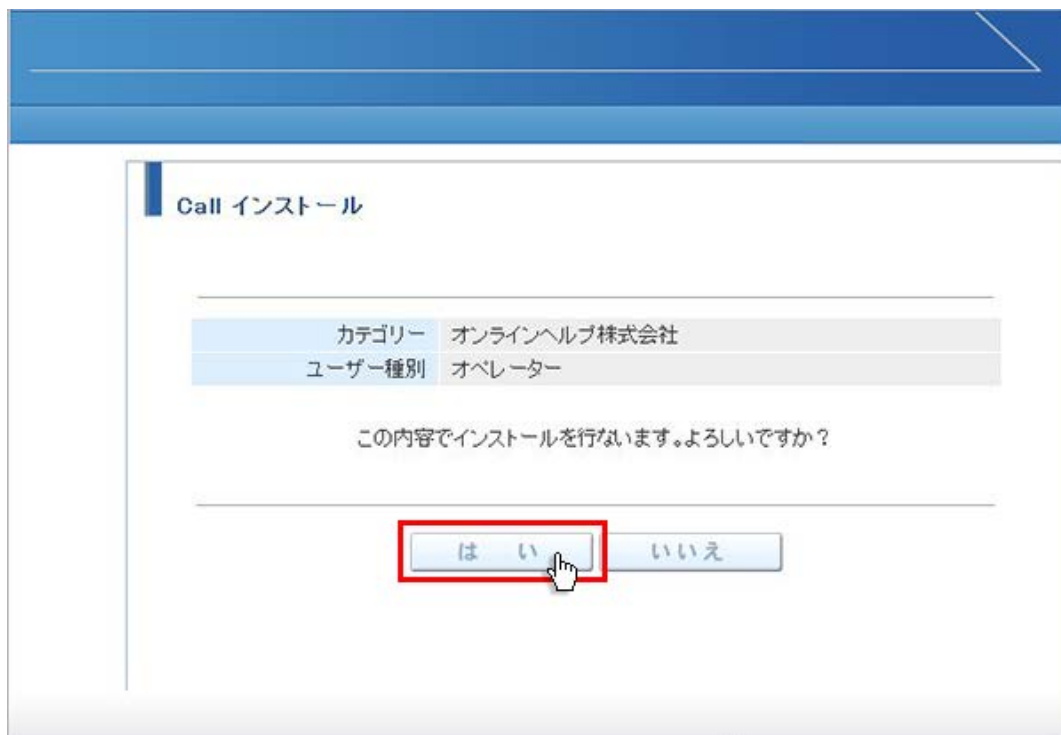 Call インストール
カテゴリー オンラインヘルプ株式会社
ユーザー種別 オペレーター
この内容でインストールを行ないます。よろしいですか？
はい いいえ